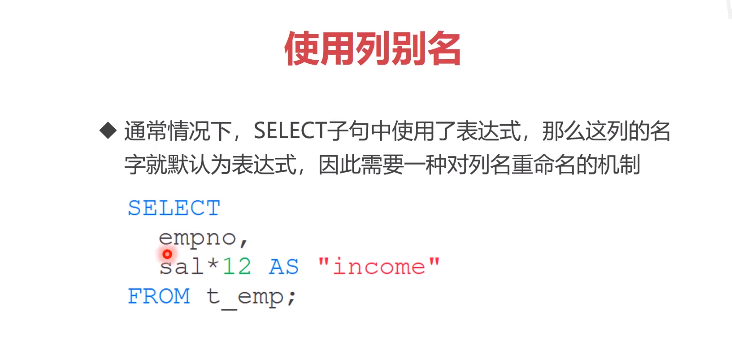 使用列别名
◆ 通常情况下，SELECT子句中使用了表达式，那么这列的名
字就默认为表达式，因此需要一种对列名重命名的机制
SELECT
empno,
sal*12 AS "income"
FROM t_emp;